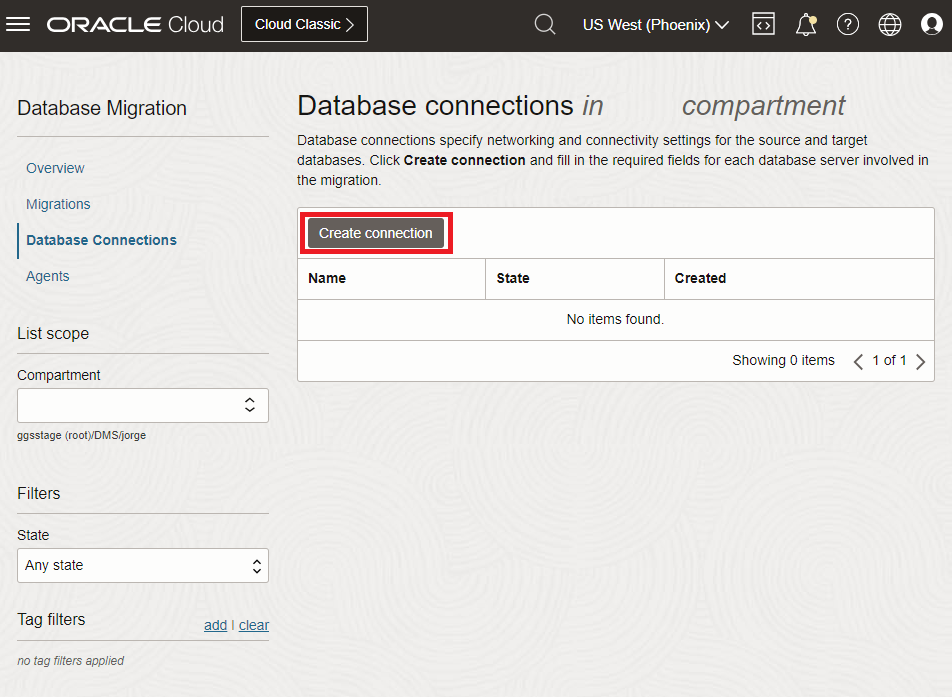 ORACLE Cloud
Cloud Classic
US West (Phoenix)
Database Migration
Overview
Migrations
Database Connections
Agents
List scope
Compartment
ggsstage (root)/DMS/jorge
Filters
State
Any state
Tag filters
add | clear
no tag filters applied
Database connections in compartment
Database connections specify networking and connectivity settings for the source and target
databases. Click Create connection and fill in the required fields for each database server involved in
the migration.
Create connection
Name State Created
No items found.
Showing 0 items 1 of 1